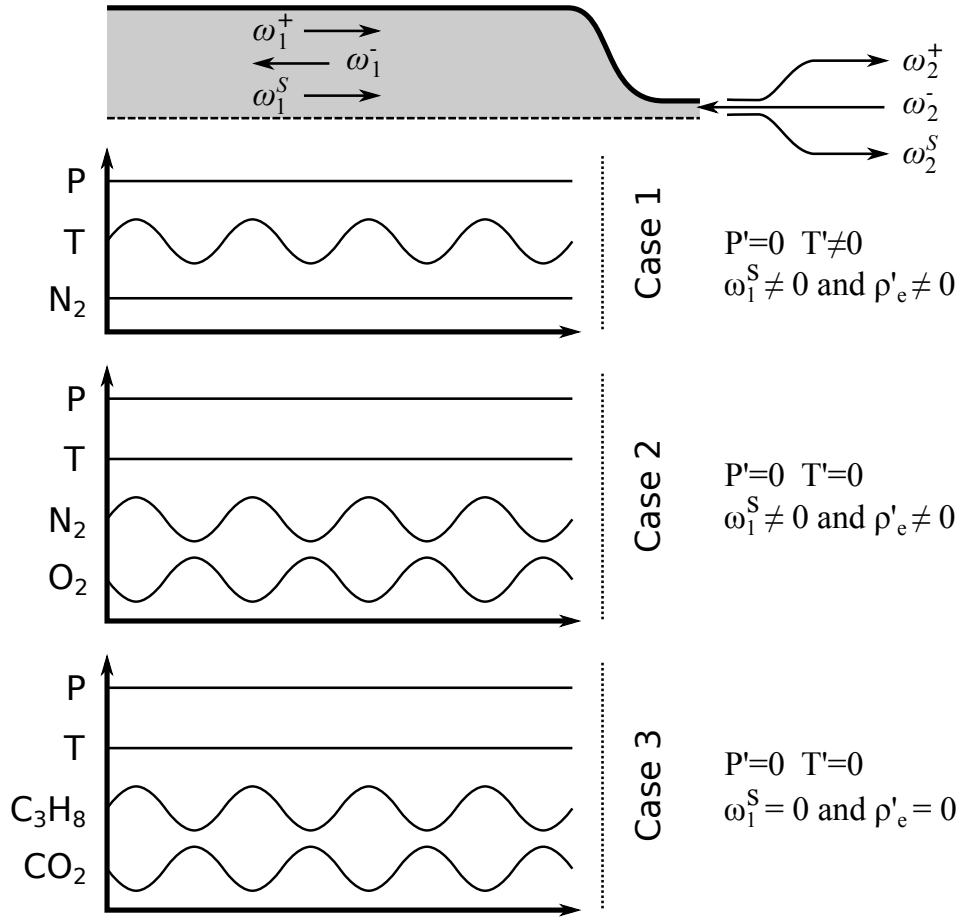 ω₁⁺
ω₁⁻
ω₁ˢ
ω₂⁺
ω₂⁻
ω₂ˢ
P
T
N₂
Case 1
P'=0 T'≠0
ω₁ˢ ≠ 0 and ρ'ₑ ≠ 0
P
T
N₂
O₂
Case 2
P'=0 T'=0
ω₁ˢ ≠ 0 and ρ'ₑ ≠ 0
P
T
C₃H₈
CO₂
Case 3
P'=0 T'=0
ω₁ˢ = 0 and ρ'ₑ = 0